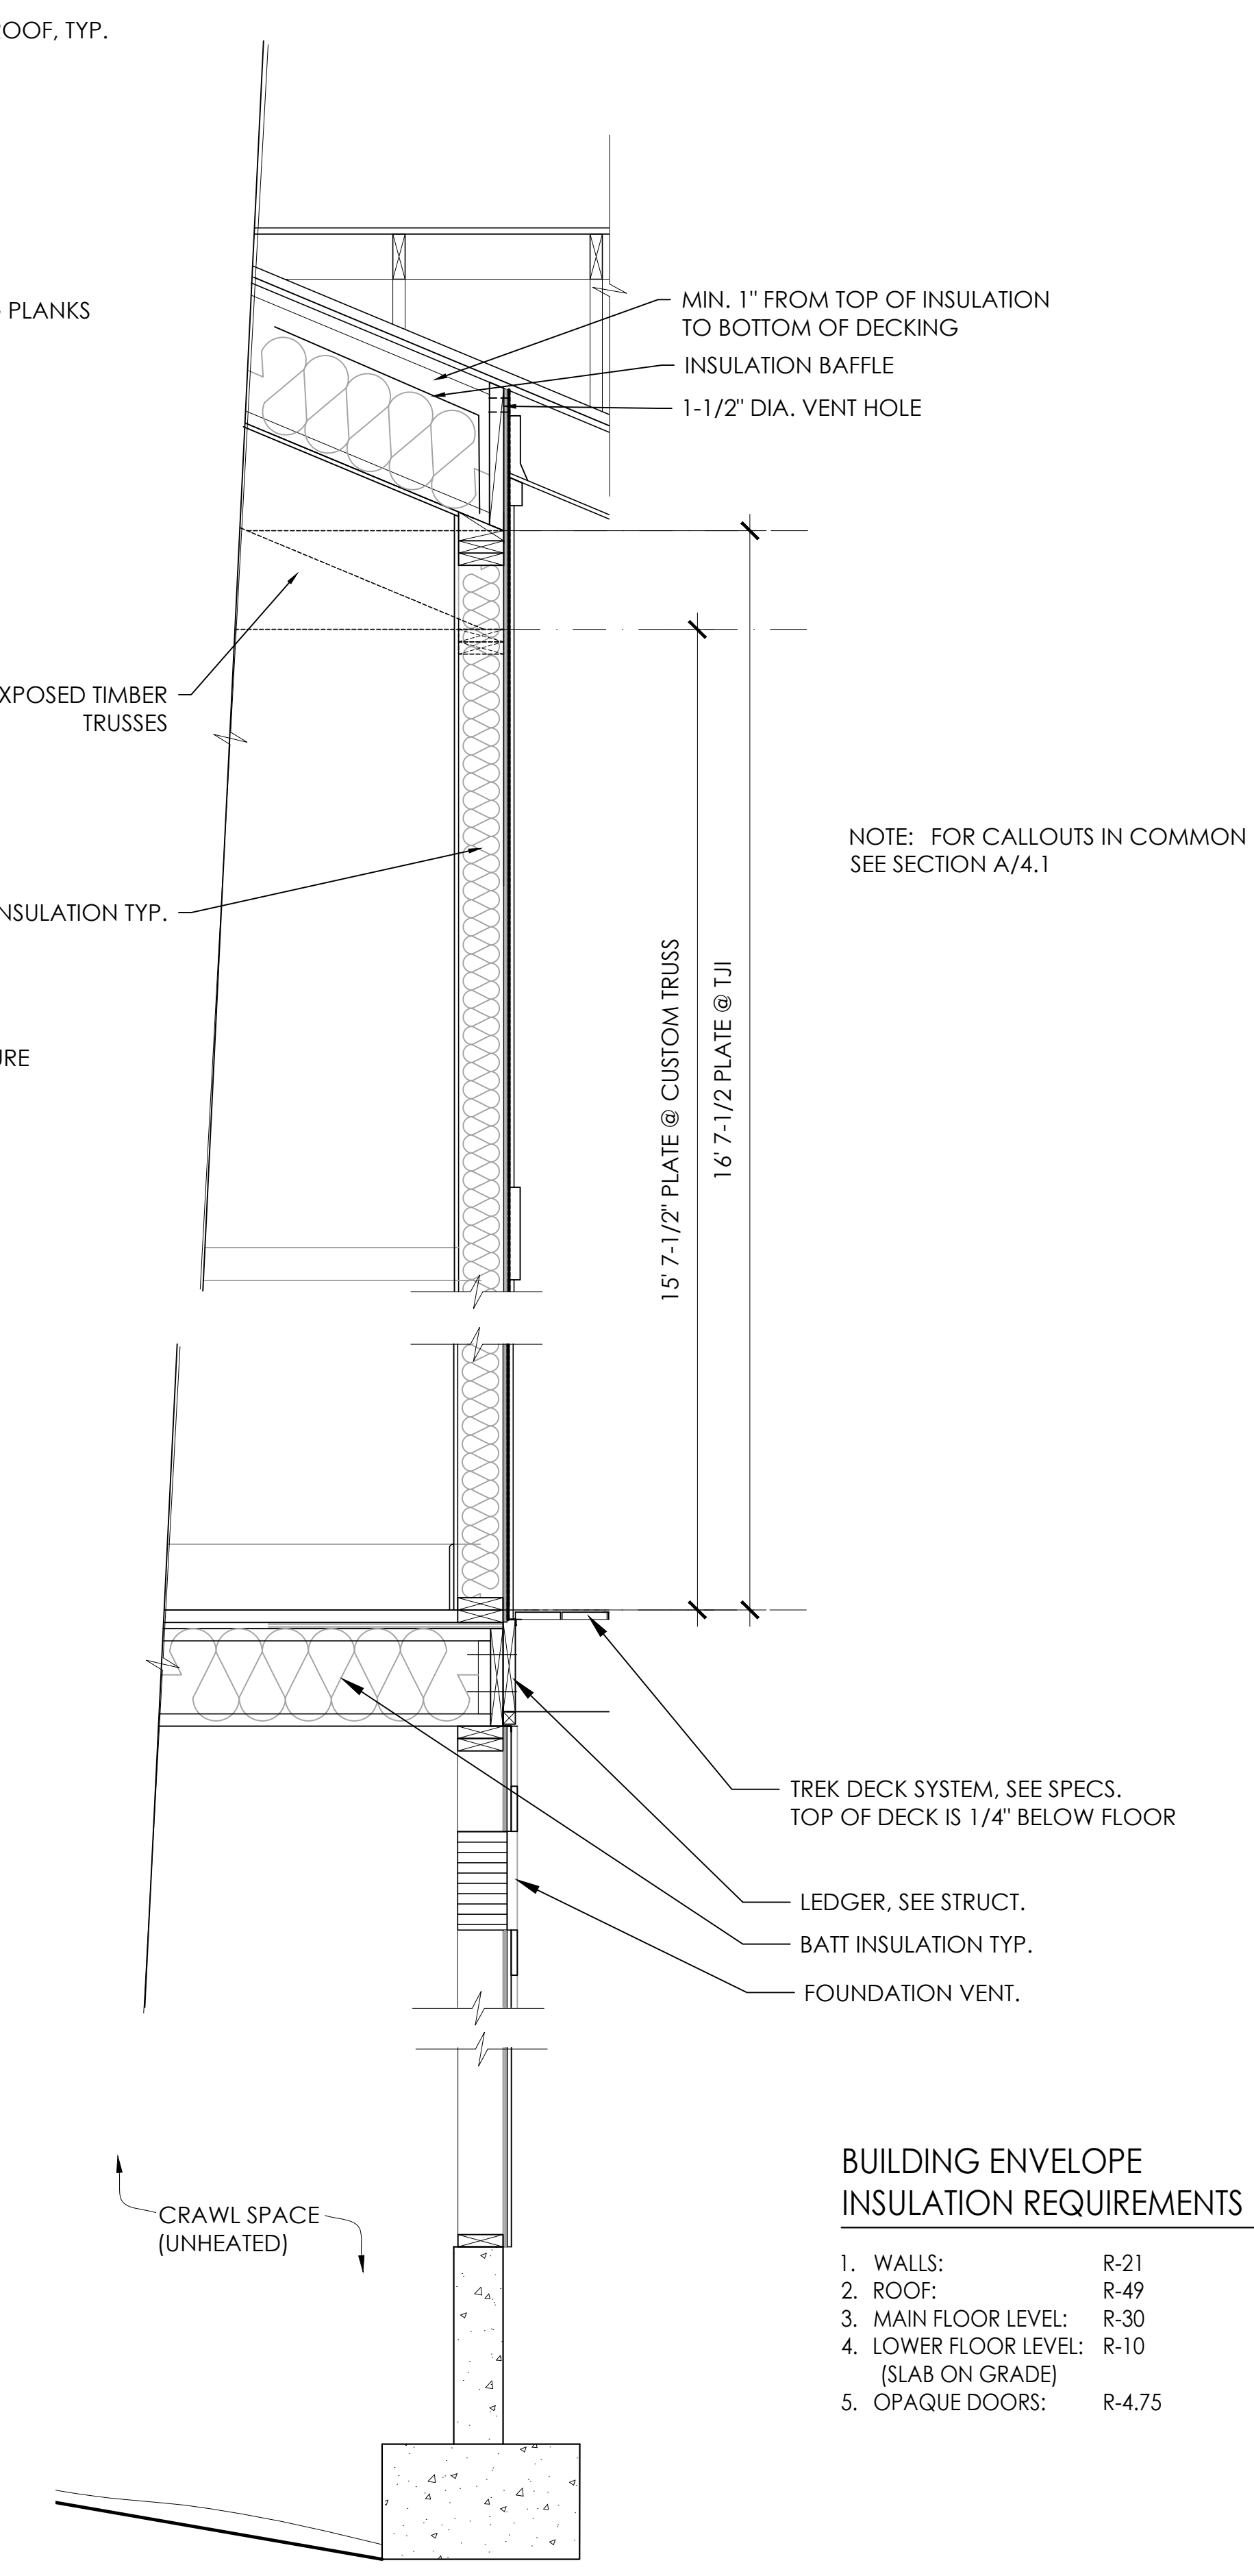 ROOF, TYP.
PLANKS
MIN. 1" FROM TOP OF INSULATION
TO BOTTOM OF DECKING
INSULATION BAFFLE
1-1/2" DIA. VENT HOLE
XPOSED TIMBER
TRUSSES
NOTE: FOR CALLOUTS IN COMMON
SEE SECTION A/4.1
NSULATION TYP.
15' 7-1/2" PLATE @ CUSTOM TRUSS
16' 7-1/2 PLATE @ TJI
URE
TREK DECK SYSTEM, SEE SPECS.
TOP OF DECK IS 1/4" BELOW FLOOR
LEDGER, SEE STRUCT.
BATT INSULATION TYP.
FOUNDATION VENT.
CRAWL SPACE
(UNHEATED)
BUILDING ENVELOPE
INSULATION REQUIREMENTS
1. WALLS: R-21
2. ROOF: R-49
3. MAIN FLOOR LEVEL: R-30
4. LOWER FLOOR LEVEL: R-10
(SLAB ON GRADE)
5. OPAQUE DOORS: R-4.75